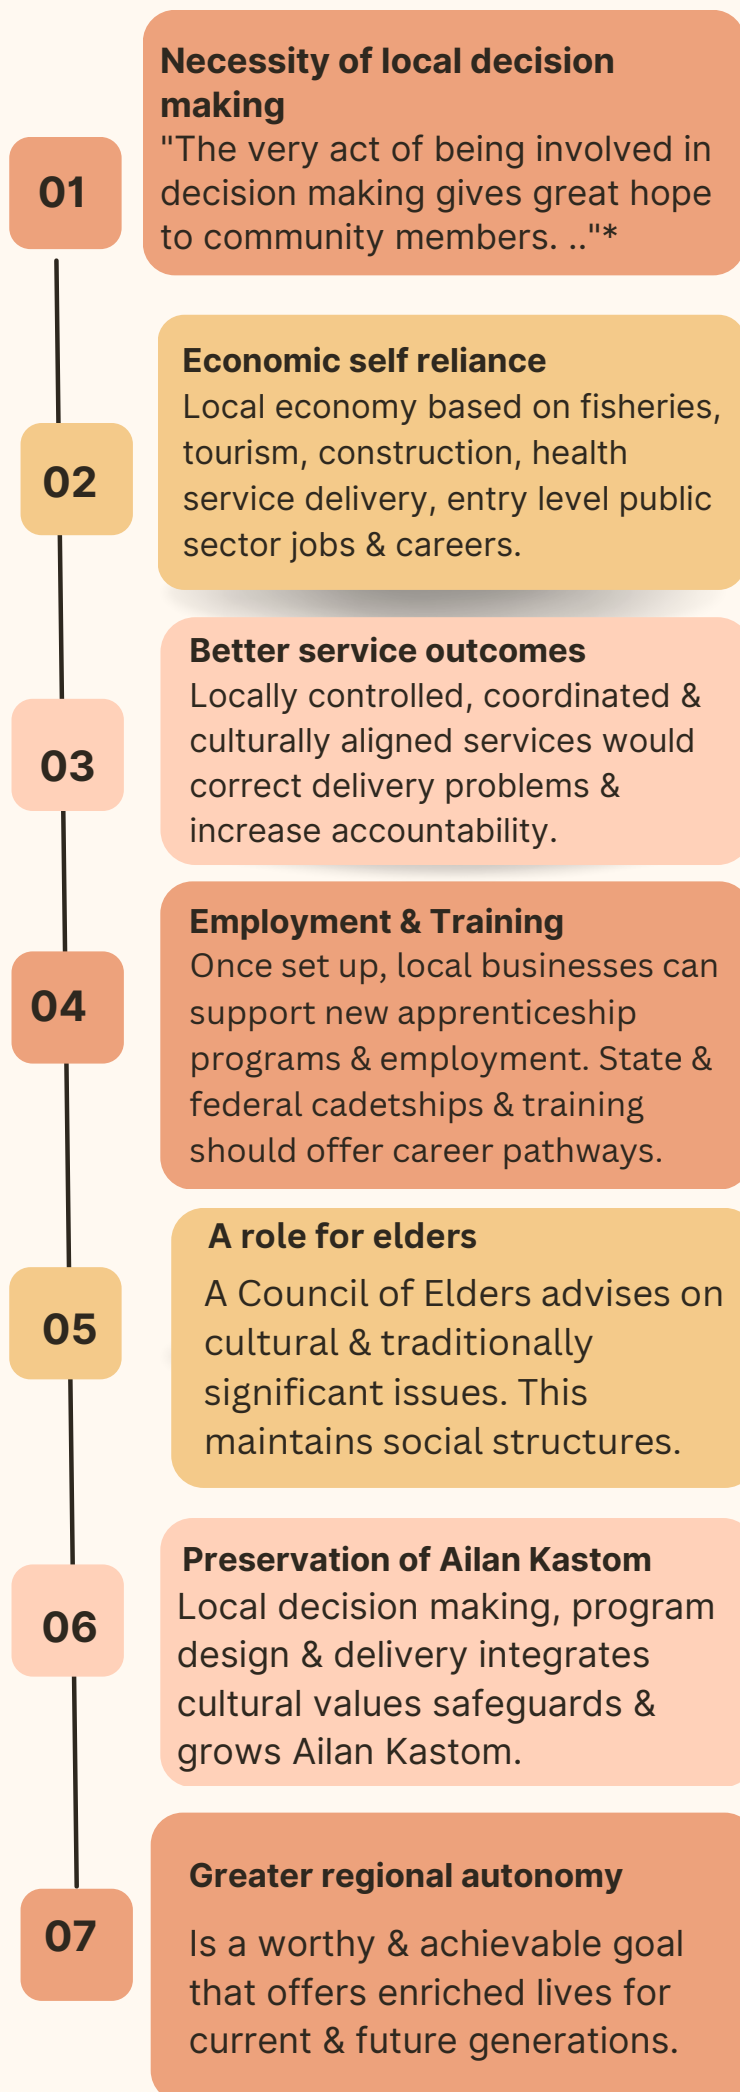 01
Necessity of local decision
making
"The very act of being involved in
decision making gives great hope
to community members. .."*
02
Economic self reliance
Local economy based on fisheries,
tourism, construction, health
service delivery, entry level public
sector jobs & careers.
03
Better service outcomes
Locally controlled, coordinated &
culturally aligned services would
correct delivery problems &
increase accountability.
04
Employment & Training
Once set up, local businesses can
support new apprenticeship
programs & employment. State &
federal cadetships & training
should offer career pathways.
05
A role for elders
A Council of Elders advises on
cultural & traditionally
significant issues. This
maintains social structures.
06
Preservation of Ailan Kastom
Local decision making, program
design & delivery integrates
cultural values safeguards &
grows Ailan Kastom.
07
Greater regional autonomy
Is a worthy & achievable goal
that offers enriched lives for
current & future generations.